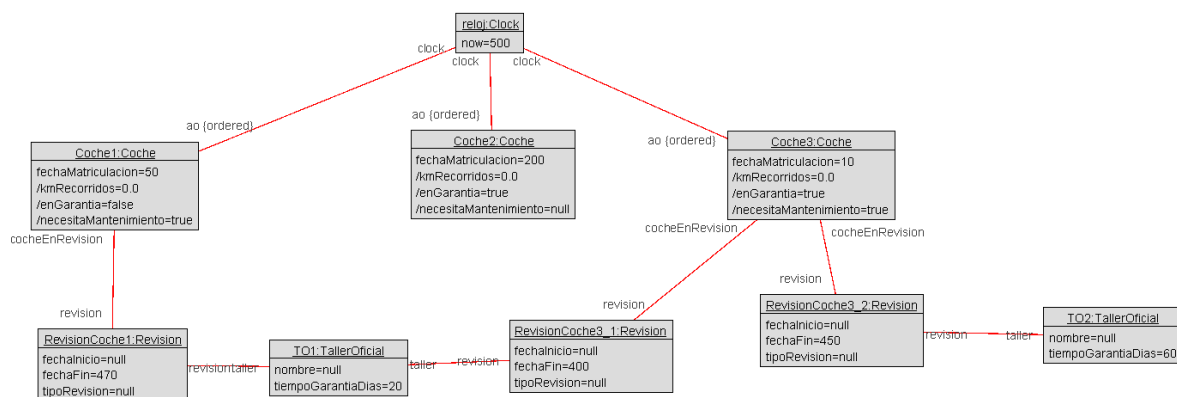 reloj:Clock
now=500
clock
clock
clock
ao {ordered}
ao {ordered}
ao {ordered}
Coche1:Coche
fechaMatriculacion=50
/kmRecorridos=0.0
/enGarantia=false
/necesitaMantenimiento=true
Coche2:Coche
fechaMatriculacion=200
/kmRecorridos=0.0
/enGarantia=true
/necesitaMantenimiento=null
Coche3:Coche
fechaMatriculacion=10
/kmRecorridos=0.0
/enGarantia=true
/necesitaMantenimiento=true
cocheEnRevision
cocheEnRevision
cocheEnRevision
revision
revision
revision
RevisionCoche1:Revision
fechaInicio=null
fechaFin=470
tipoRevision=null
revision
taller
TO1:TallerOficial
nombre=null
tiempoGarantiaDias=20
taller
revision
RevisionCoche3_1:Revision
fechaInicio=null
fechaFin=400
tipoRevision=null
RevisionCoche3_2:Revision
fechaInicio=null
fechaFin=450
tipoRevision=null
revision
taller
TO2:TallerOficial
nombre=null
tiempoGarantiaDias=60